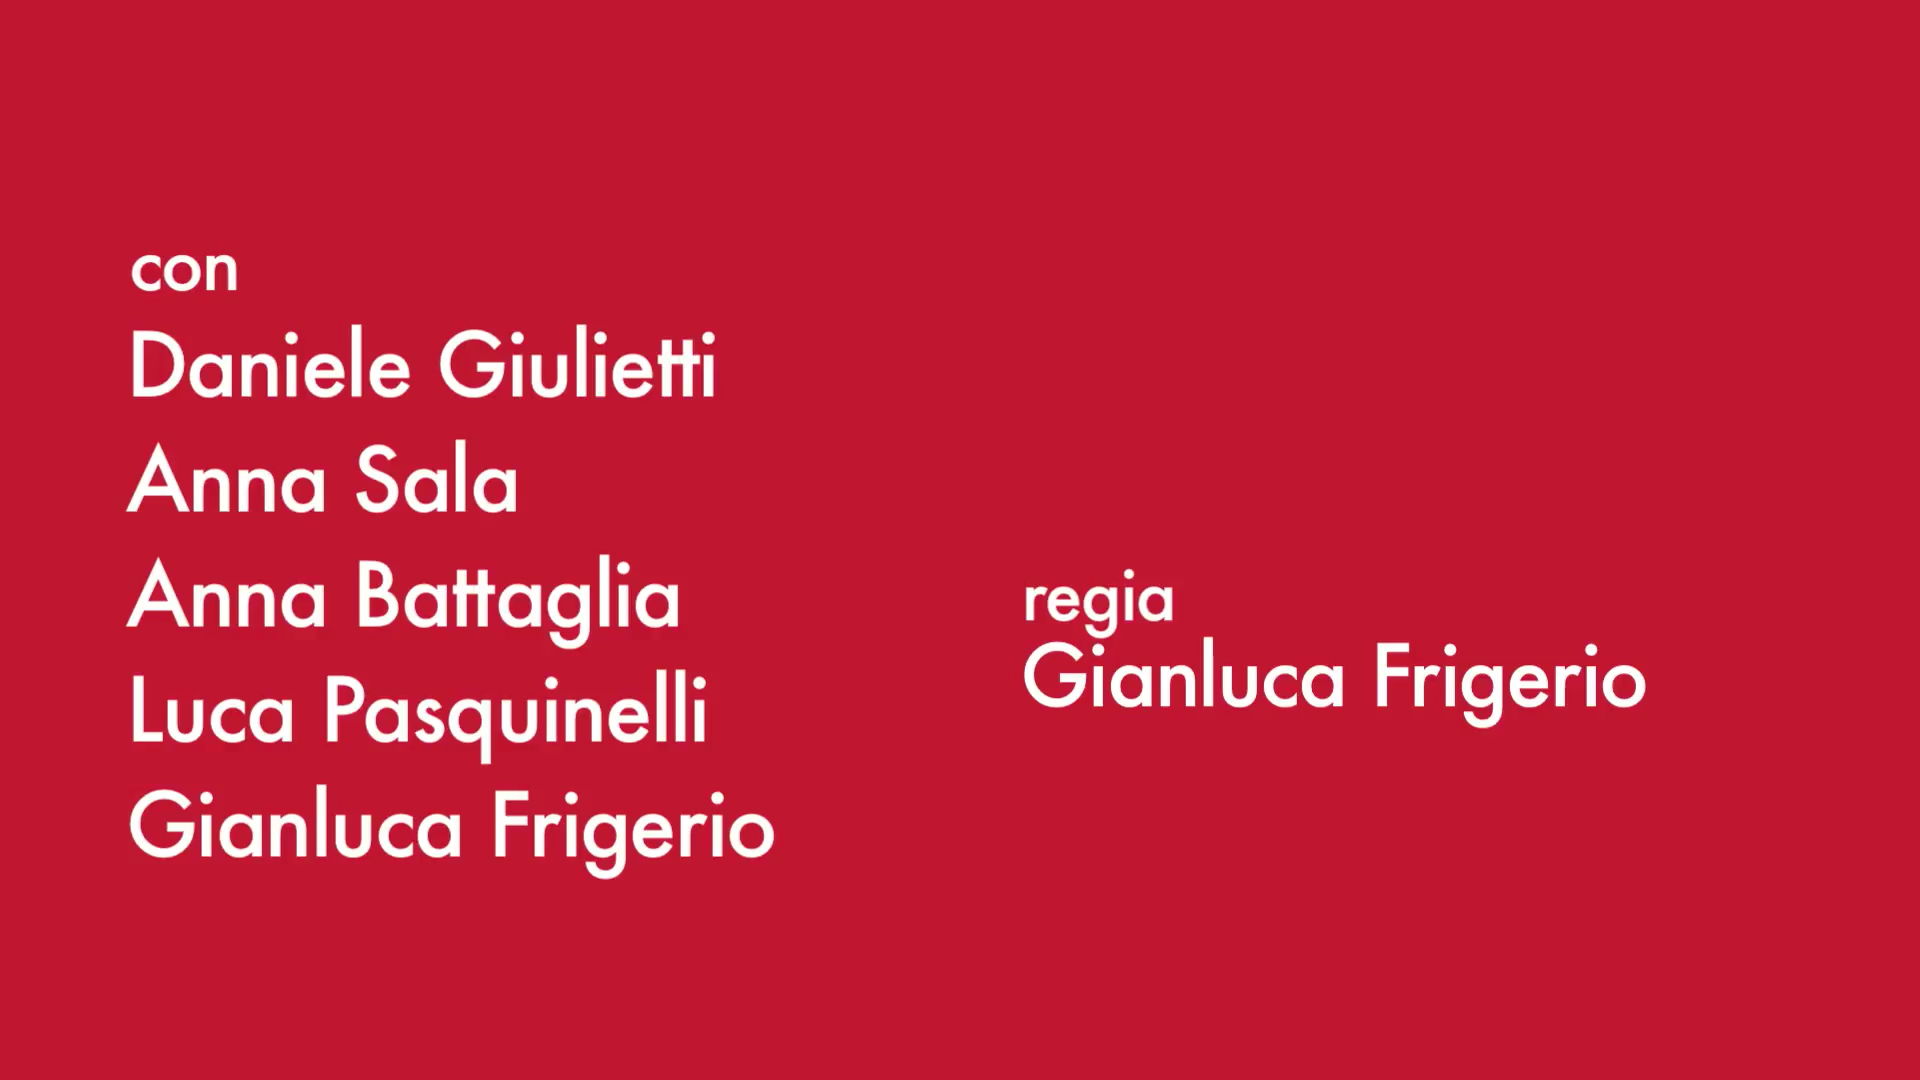 con
Daniele Giulietti
Anna Sala
Anna Battaglia
Luca Pasquinelli
Gianluca Frigerio
regia
Gianluca Frigerio